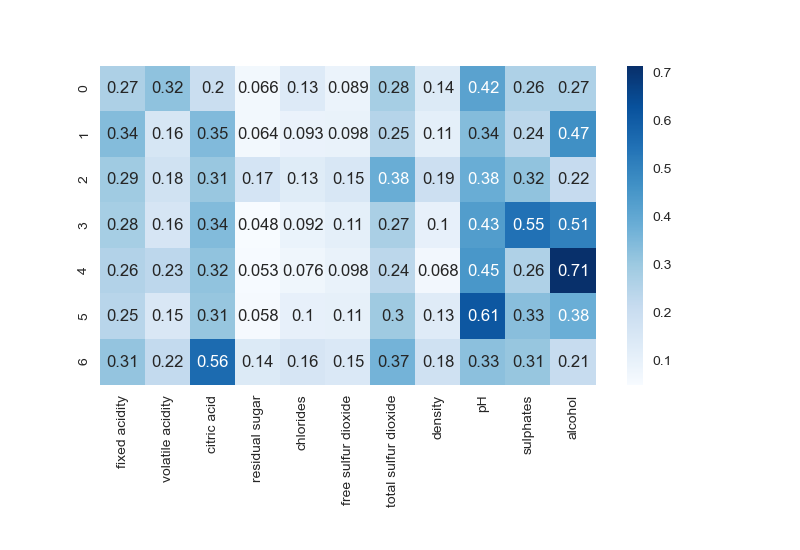 0 0.27 0.32 0.2 0.066 0.13 0.089 0.28 0.14 0.42 0.26 0.27
1 0.34 0.16 0.35 0.064 0.093 0.098 0.25 0.11 0.34 0.24 0.47
2 0.29 0.18 0.31 0.17 0.13 0.15 0.38 0.19 0.38 0.32 0.22
3 0.28 0.16 0.34 0.048 0.092 0.11 0.27 0.1 0.43 0.55 0.51
4 0.26 0.23 0.32 0.053 0.076 0.098 0.24 0.068 0.45 0.26 0.71
5 0.25 0.15 0.31 0.058 0.1 0.11 0.3 0.13 0.61 0.33 0.38
6 0.31 0.22 0.56 0.14 0.16 0.15 0.37 0.18 0.33 0.31 0.21
fixed acidity
volatile acidity
citric acid
residual sugar
chlorides
free sulfur dioxide
total sulfur dioxide
density
pH
sulphates
alcohol
0.7
0.6
0.5
0.4
0.3
0.2
0.1